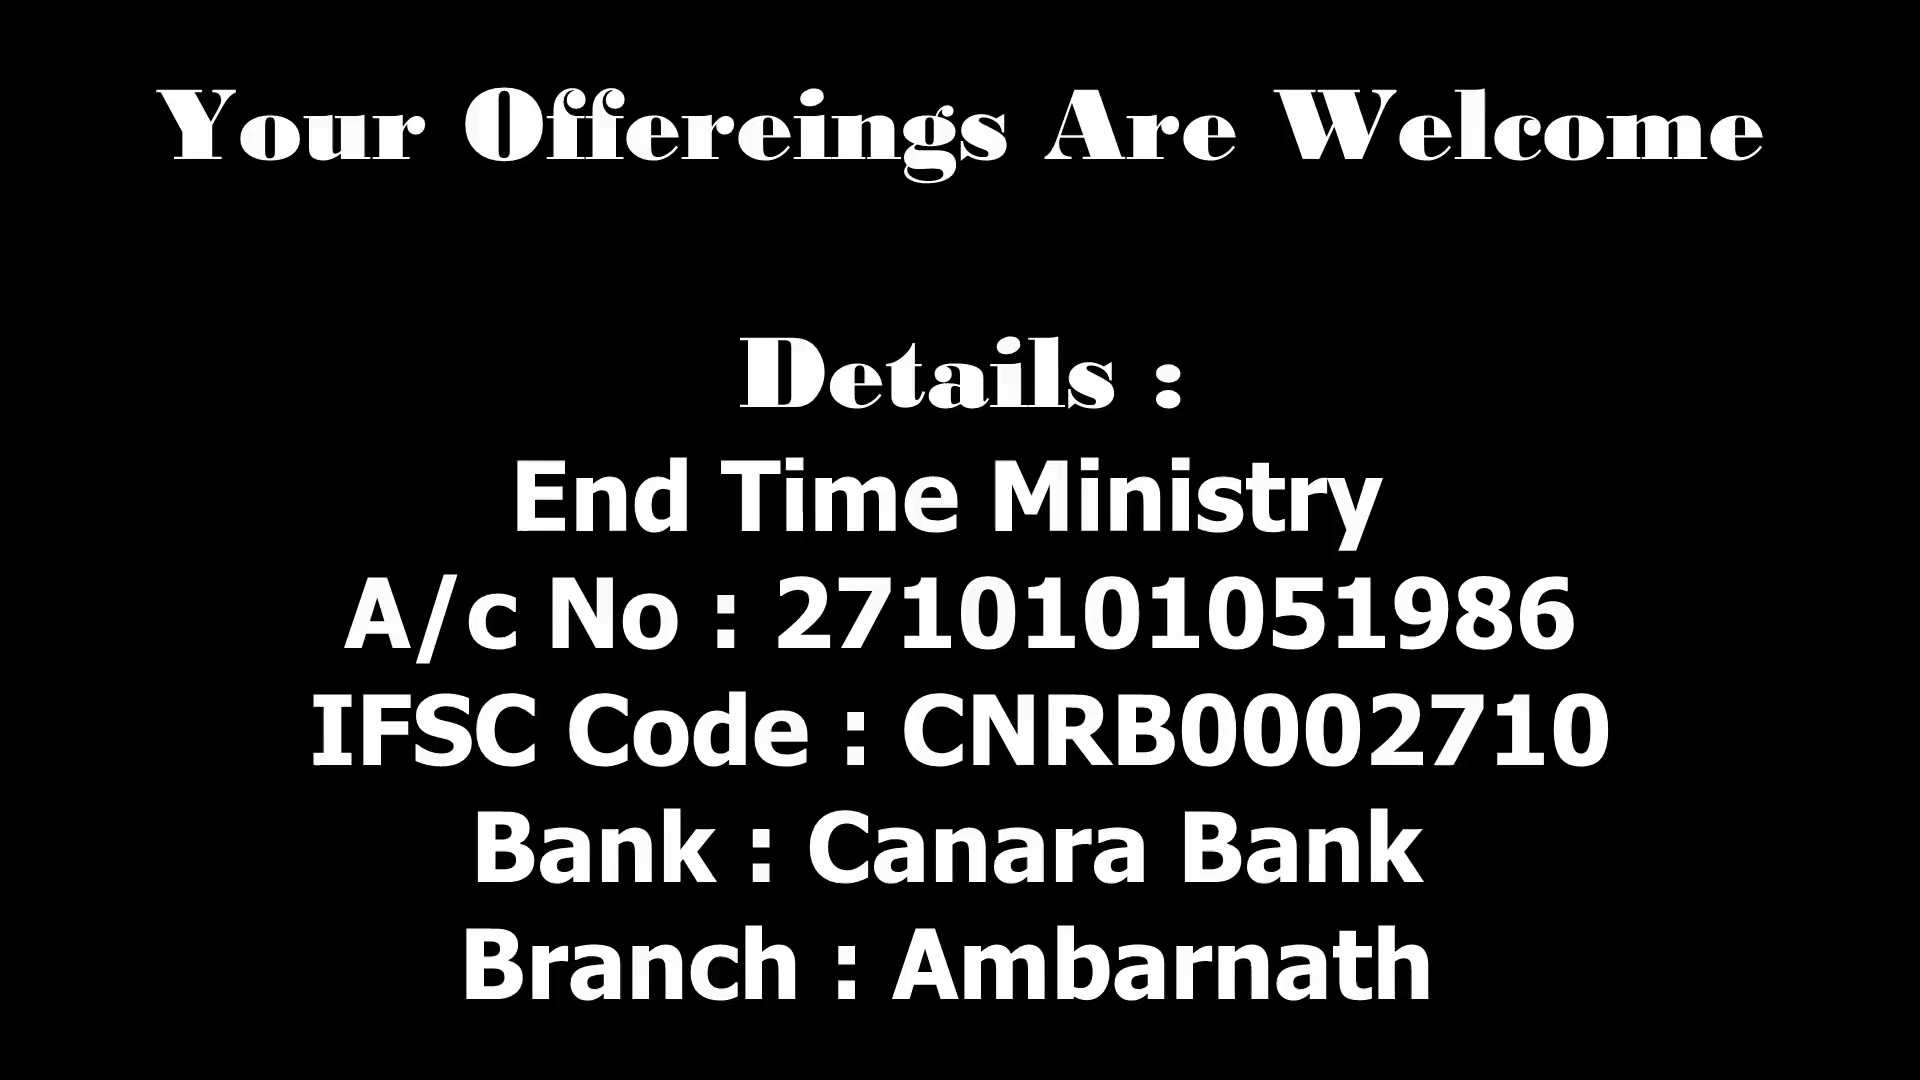 Your Offereings Are Welcome
Details :
End Time Ministry
A/c No : 2710101051986
IFSC Code : CNRB0002710
Bank : Canara Bank
Branch : Ambarnath